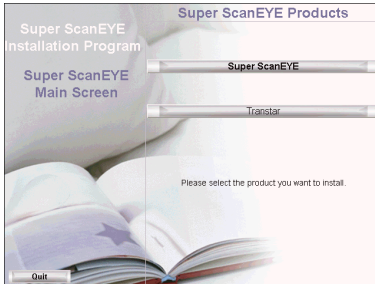 Super ScanEYE
Installation Program
Super ScanEYE
Main Screen
Super ScanEYE Products
Super ScanEYE
Transtar
Please select the product you want to install.
Quit